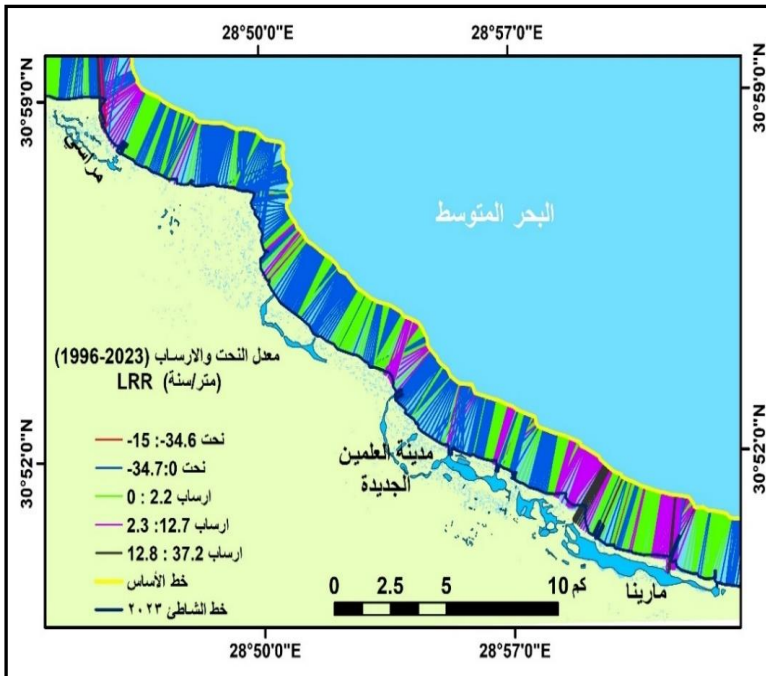 28°50'0"E
28°57'0"E
30°59'0"N
30°59'0"N
مراسي
البحر المتوسط
معدل النحت والارساب (1996-2023)
(متر/سنة) LRR
نحت 34.6-:15-
نحت 34.7:0-
ارساب 2.2 : 0
ارساب 12.7 :2.3
ارساب 37.2 : 12.8
خط الأساس
خط الشاطئ ٢٠٢٣
مدينة العلمين
الجديدة
مارينا
30°52'0"N
30°52'0"N
0 2.5 5 10 كم
28°50'0"E
28°57'0"E